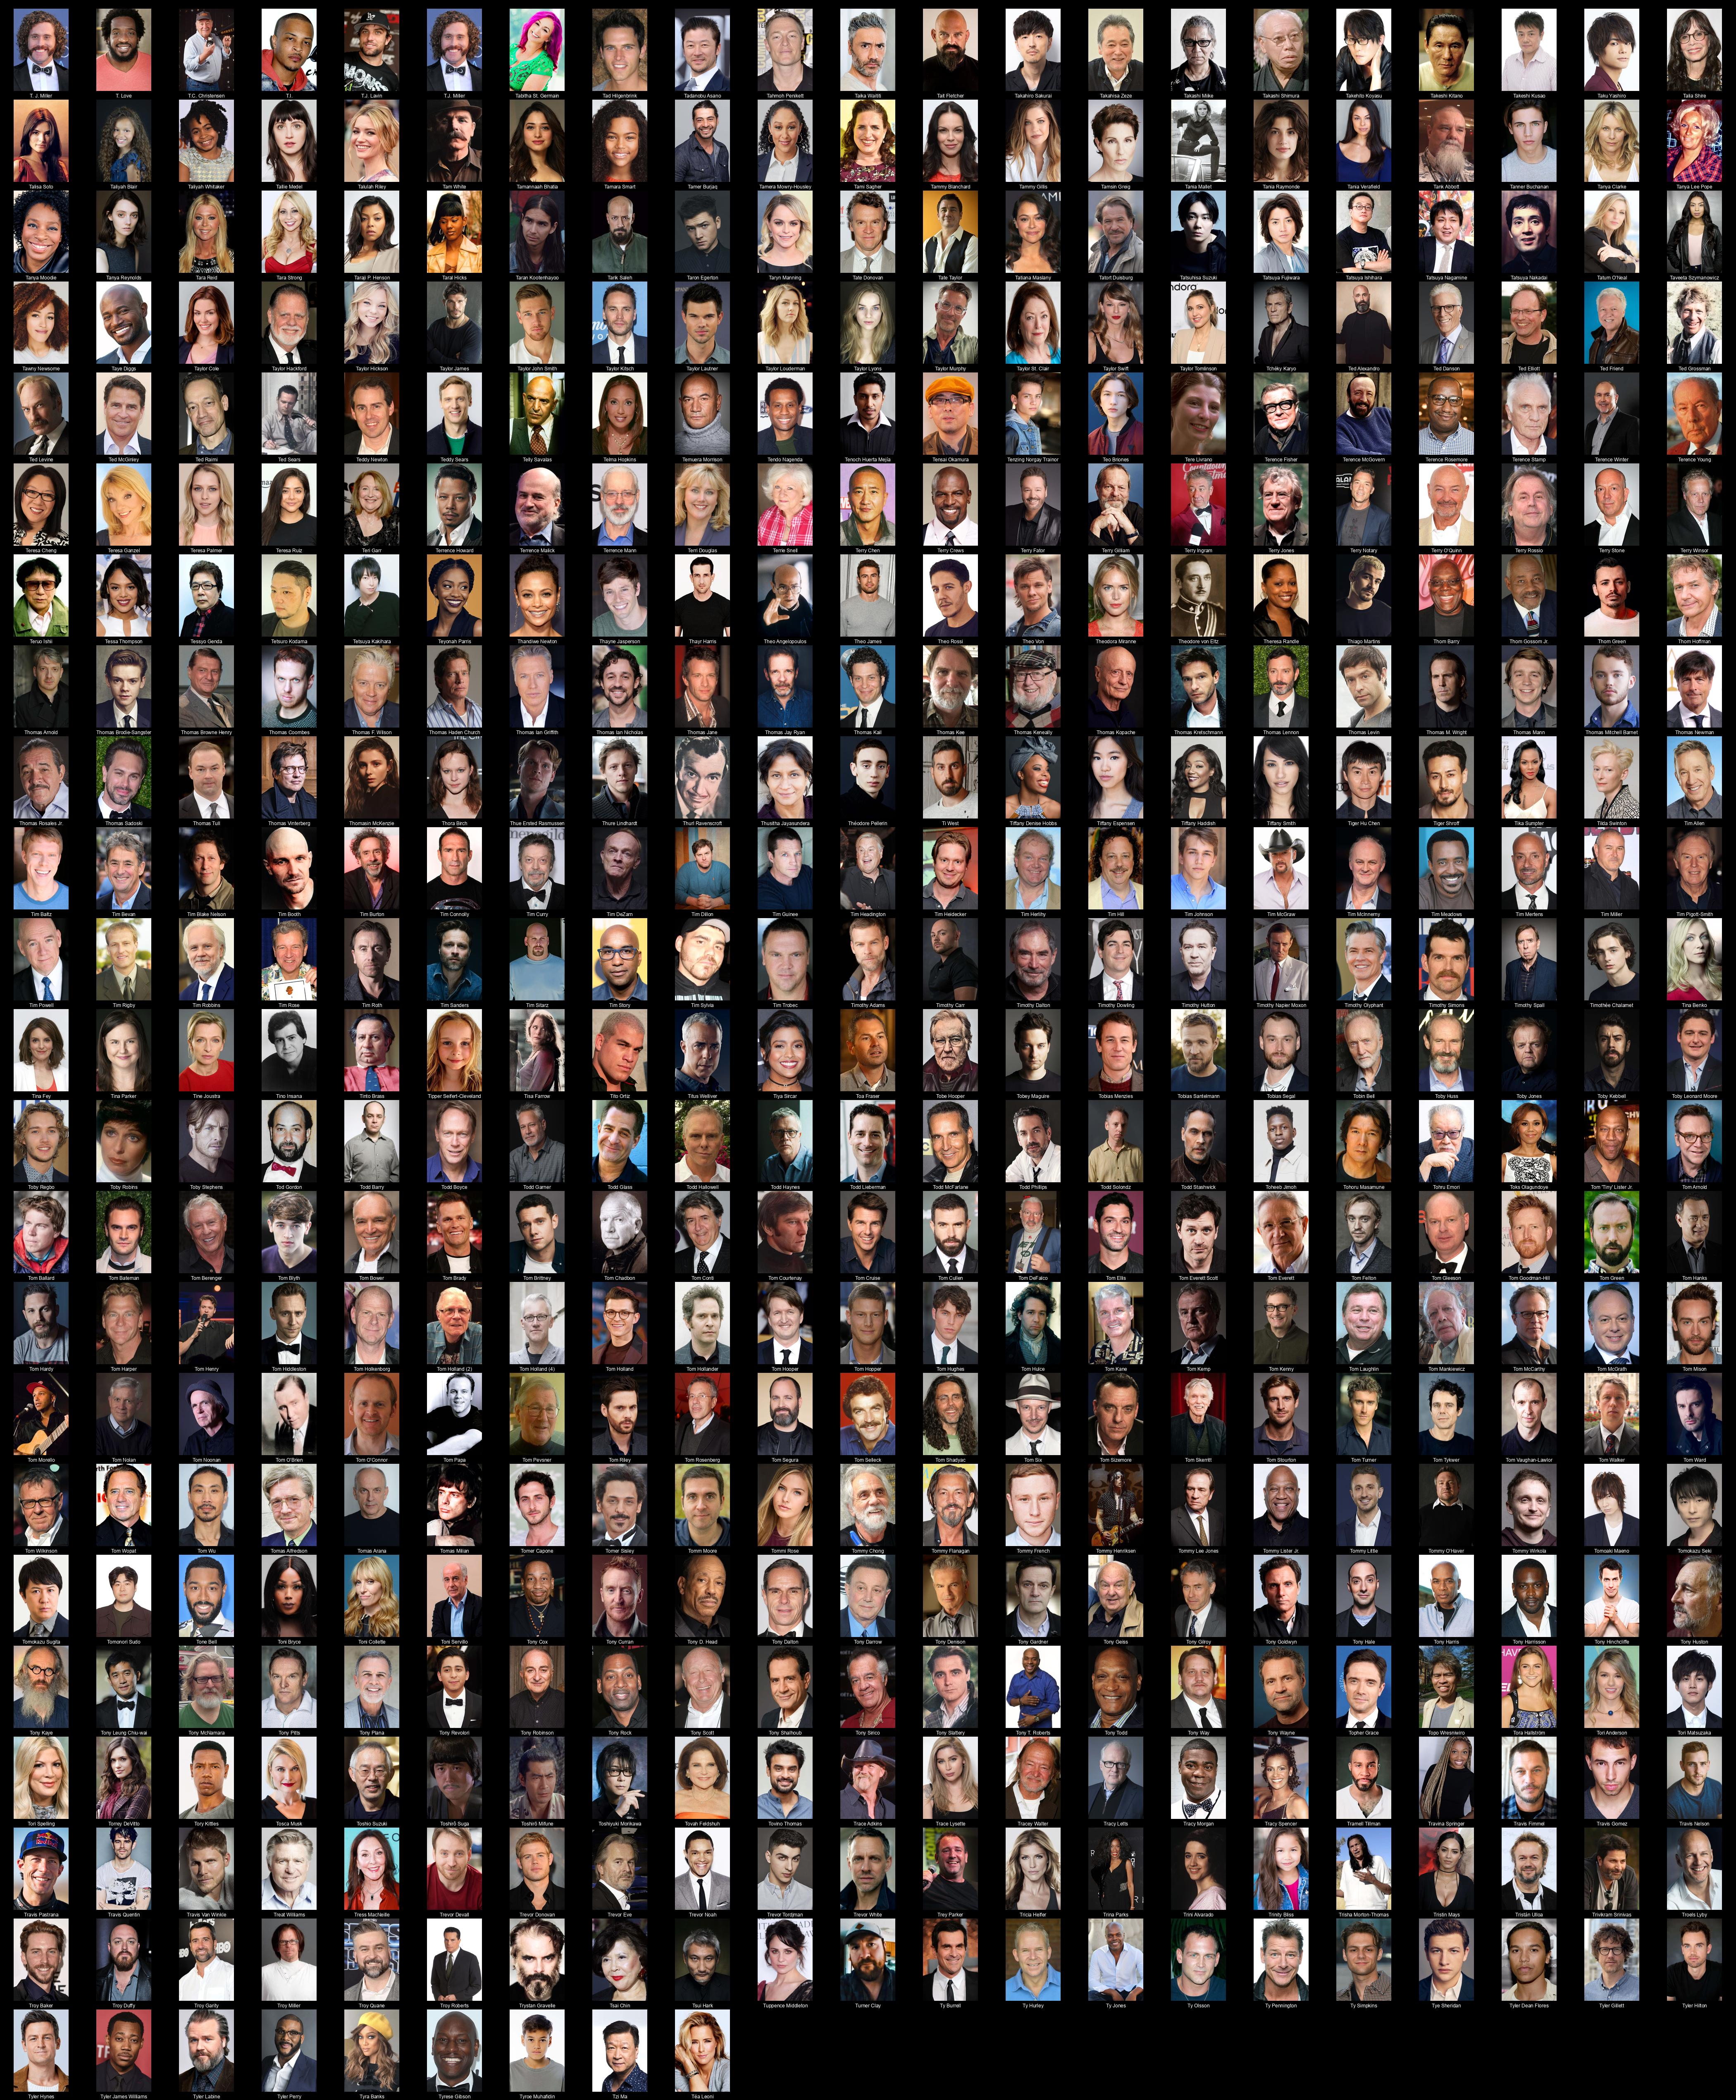 T. J. Miller
T. Love
T.C. Christensen
T.I.
T.J. Lavin
T.J. Miller
Tabitha St. Germain
Tad Hilgenbrink
Tadanobu Asano
Tahmoh Penikett
Taika Waititi
Tait Fletcher
Takahiro Sakurai
Takahisa Zeze
Takashi Miike
Takashi Shimura
Takehito Koyasu
Takeshi Kitano
Takeshi Kusao
Taku Yashiro
Talia Shire
Talisa Soto
Taliyah Blair
Taliyah Whitaker
Tallie Medel
Talulah Riley
Tam White
Tamannaah Bhatia
Tamara Smart
Tamer Burjaq
Tamera Mowry-Housley
Tami Sagher
Tammy Blanchard
Tammy Gillis
Tamsin Greig
Tania Mallet
Tania Raymonde
Tania Verafield
Tank Abbott
Tanner Buchanan
Tanya Clarke
Tanya Lee Pope
Tanya Moodie
Tanya Reynolds
Tara Reid
Tara Strong
Taraji P. Henson
Taral Hicks
Taran Kootenhayoo
Tarik Saleh
Taron Egerton
Taryn Manning
Tate Donovan
Tate Taylor
Tatiana Maslany
Tatort Duisburg
Tatsuhisa Suzuki
Tatsuya Fujiwara
Tatsuya Ishihara
Tatsuya Nagamine
Tatsuya Nakadai
Tatum O'Neal
Taveeta Szymanowicz
Tawny Newsome
Taye Diggs
Taylor Cole
Taylor Hackford
Taylor Hickson
Taylor James
Taylor John Smith
Taylor Kitsch
Taylor Lautner
Taylor Louderman
Taylor Lyons
Taylor Murphy
Taylor St. Clair
Taylor Swift
Taylor Tomlinson
Tchéky Karyo
Ted Alexandro
Ted Danson
Ted Elliott
Ted Friend
Ted Grossman
Ted Levine
Ted McGinley
Ted Raimi
Ted Sears
Teddy Newton
Teddy Sears
Telly Savalas
Telma Hopkins
Temuera Morrison
Tendo Nagenda
Tenoch Huerta Mejía
Tensai Okamura
Tenzing Norgay Trainor
Teo Briones
Tere Livrano
Terence Fisher
Terence McGovern
Terence Rosemore
Terence Stamp
Terence Winter
Terence Young
Teresa Cheng
Teresa Ganzel
Teresa Palmer
Teresa Ruiz
Teri Garr
Terrence Howard
Terrence Malick
Terrence Mann
Terri Douglas
Terrie Snell
Terry Chen
Terry Crews
Terry Fator
Terry Gilliam
Terry Ingram
Terry Jones
Terry Notary
Terry O'Quinn
Terry Rossio
Terry Stone
Terry Winsor
Teruo Ishii
Tessa Thompson
Tessyo Genda
Tetsuro Kodama
Tetsuya Kakihara
Teyonah Parris
Thandiwe Newton
Thayne Jasperson
Thayr Harris
Theo Angelopoulos
Theo James
Theo Rossi
Theo Von
Theodora Miranne
Theodore von Eltz
Theresa Randle
Thiago Martins
Thom Barry
Thom Gossom Jr.
Thom Green
Thom Hoffman
Thomas Arnold
Thomas Brodie-Sangster
Thomas Browne Henry
Thomas Coombes
Thomas F. Wilson
Thomas Haden Church
Thomas Ian Griffith
Thomas Ian Nicholas
Thomas Jane
Thomas Jay Ryan
Thomas Kail
Thomas Kee
Thomas Keneally
Thomas Kopache
Thomas Kretschmann
Thomas Lennon
Thomas Levin
Thomas M. Wright
Thomas Mann
Thomas Mitchell Barnet
Thomas Newman
Thomas Rosales Jr.
Thomas Sadoski
Thomas Tull
Thomas Vinterberg
Thomasin McKenzie
Thora Birch
Thue Ersted Rasmussen
Thure Lindhardt
Thurl Ravenscroft
Thusitha Jayasundera
Théodore Pellerin
Ti West
Tiffany Denise Hobbs
Tiffany Espensen
Tiffany Haddish
Tiffany Smith
Tiger Hu Chen
Tiger Shroff
Tika Sumpter
Tilda Swinton
Tim Allen
Tim Baltz
Tim Bevan
Tim Blake Nelson
Tim Booth
Tim Burton
Tim Connolly
Tim Curry
Tim DeZarn
Tim Dillon
Tim Guinee
Tim Headington
Tim Heidecker
Tim Herlihy
Tim Hill
Tim Johnson
Tim McGraw
Tim McInnerny
Tim Meadows
Tim Mertens
Tim Miller
Tim Pigott-Smith
Tim Powell
Tim Rigby
Tim Robbins
Tim Rose
Tim Roth
Tim Sanders
Tim Sitarz
Tim Story
Tim Sylvia
Tim Trobec
Timothy Adams
Timothy Carr
Timothy Dalton
Timothy Dowling
Timothy Hutton
Timothy Napier Moxon
Timothy Olyphant
Timothy Simons
Timothy Spall
Timothée Chalamet
Tina Benko
Tina Fey
Tina Parker
Tine Joustra
Tino Insana
Tinto Brass
Tipper Seifert-Cleveland
Tisa Farrow
Tito Ortiz
Titus Welliver
Tiya Sircar
Toa Fraser
Tobe Hooper
Tobey Maguire
Tobias Menzies
Tobias Santelmann
Tobias Segal
Tobin Bell
Toby Huss
Toby Jones
Toby Kebbell
Toby Leonard Moore
Toby Regbo
Toby Robins
Toby Stephens
Tod Gordon
Todd Barry
Todd Boyce
Todd Garner
Todd Glass
Todd Hallowell
Todd Haynes
Todd Lieberman
Todd McFarlane
Todd Phillips
Todd Solondz
Todd Stashwick
Toheeb Jimoh
Tohoru Masamune
Tohru Emori
Toks Olagundoye
Tom 'Tiny' Lister Jr.
Tom Arnold
Tom Ballard
Tom Bateman
Tom Berenger
Tom Blyth
Tom Bower
Tom Brady
Tom Brittney
Tom Chadbon
Tom Conti
Tom Courtenay
Tom Cruise
Tom Cullen
Tom DeFalco
Tom Ellis
Tom Everett Scott
Tom Everett
Tom Felton
Tom Gleeson
Tom Goodman-Hill
Tom Green
Tom Hanks
Tom Hardy
Tom Harper
Tom Henry
Tom Hiddleston
Tom Holkenborg
Tom Holland (2)
Tom Holland (4)
Tom Holland
Tom Hollander
Tom Hooper
Tom Hopper
Tom Hughes
Tom Hulce
Tom Kane
Tom Kemp
Tom Kenny
Tom Laughlin
Tom Mankiewicz
Tom McCarthy
Tom McGrath
Tom Mison
Tom Morello
Tom Nolan
Tom Noonan
Tom O'Brien
Tom O'Connor
Tom Papa
Tom Pevsner
Tom Riley
Tom Rosenberg
Tom Segura
Tom Selleck
Tom Shadyac
Tom Six
Tom Sizemore
Tom Skerritt
Tom Stourton
Tom Turner
Tom Tykwer
Tom Vaughan-Lawlor
Tom Walker
Tom Ward
Tom Wilkinson
Tom Wopat
Tom Wu
Tomas Alfredson
Tomas Arana
Tomas Milian
Tomer Capone
Tomer Sisley
Tomm Moore
Tommi Rose
Tommy Chong
Tommy Flanagan
Tommy French
Tommy Henriksen
Tommy Lee Jones
Tommy Lister Jr.
Tommy Little
Tommy O'Haver
Tommy Wirkola
Tomoaki Maeno
Tomokazu Seki
Tomokazu Sugita
Tomonori Sudo
Tone Bell
Toni Bryce
Toni Collette
Toni Servillo
Tony Cox
Tony Curran
Tony D. Head
Tony Dalton
Tony Darrow
Tony Denison
Tony Gardner
Tony Geiss
Tony Gilroy
Tony Goldwyn
Tony Hale
Tony Harris
Tony Harrisson
Tony Hinchcliffe
Tony Huston
Tony Kaye
Tony Leung Chiu-wai
Tony McNamara
Tony Pitts
Tony Plana
Tony Revolori
Tony Robinson
Tony Rock
Tony Scott
Tony Shalhoub
Tony Sirico
Tony Slattery
Tony T. Roberts
Tony Todd
Tony Way
Tony Wayne
Topher Grace
Topo Wresniwiro
Tora Hallström
Tori Anderson
Tori Matsuzaka
Tori Spelling
Torrey DeVitto
Tory Kittles
Tosca Musk
Toshio Suzuki
Toshirō Suga
Toshirō Mifune
Toshiyuki Morikawa
Tovah Feldshuh
Tovino Thomas
Trace Adkins
Trace Lysette
Tracey Walter
Tracy Letts
Tracy Morgan
Tracy Spencer
Tramell Tillman
Travina Springer
Travis Fimmel
Travis Gomez
Travis Nelson
Travis Pastrana
Travis Quentin
Travis Van Winkle
Treat Williams
Tress MacNeille
Trevor Devall
Trevor Donovan
Trevor Eve
Trevor Noah
Trevor Tordjman
Trevor White
Trey Parker
Tricia Helfer
Trina Parks
Trini Alvarado
Trinity Bliss
Trisha Morton-Thomas
Tristin Mays
Tristán Ulloa
Trivikram Srinivas
Troels Lyby
Troy Baker
Troy Duffy
Troy Garity
Troy Miller
Troy Quane
Troy Roberts
Trystan Gravelle
Tsai Chin
Tsui Hark
Tuppence Middleton
Turner Clay
Ty Burrell
Ty Hurley
Ty Jones
Ty Olsson
Ty Pennington
Ty Simpkins
Tye Sheridan
Tyler Dean Flores
Tyler Gillett
Tyler Hilton
Tyler Hynes
Tyler James Williams
Tyler Labine
Tyler Perry
Tyra Banks
Tyrese Gibson
Tyroe Muhafidin
Tzi Ma
Téa Leoni